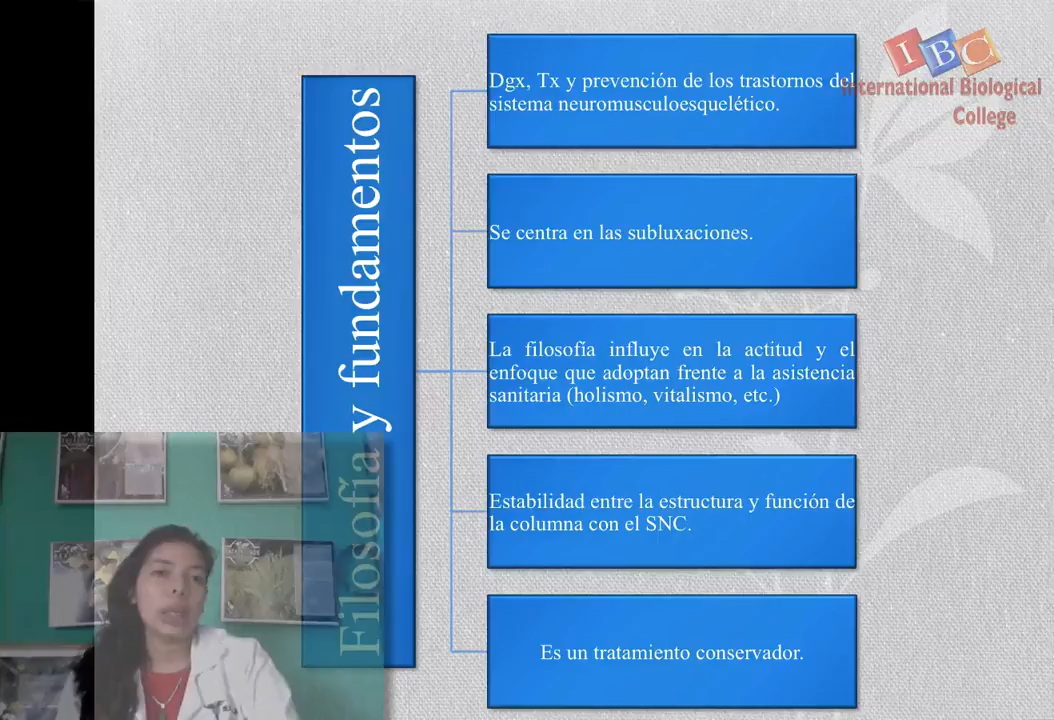 Filosofía y fundamentos
Dgx, Tx y prevención de los trastornos del
sistema neuromusculoesquelético.
Se centra en las subluxaciones.
La filosofía influye en la actitud y el
enfoque que adoptan frente a la asistencia
sanitaria (holismo, vitalismo, etc.)
Estabilidad entre la estructura y función de
la columna con el SNC.
Es un tratamiento conservador.
IBC
International Biological
College